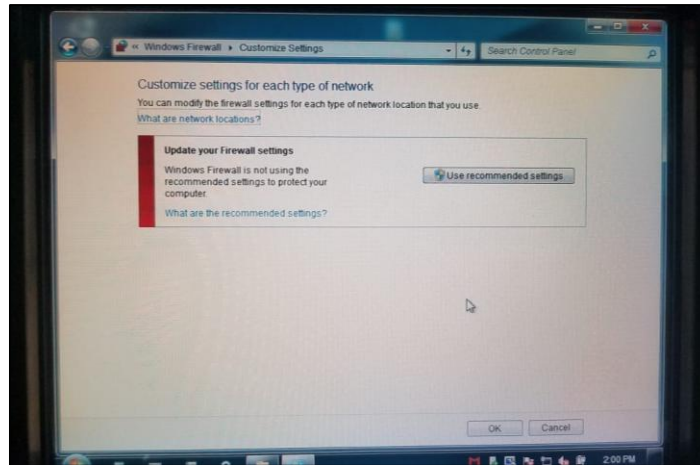 « Windows Firewall ▸ Customize Settings
Search Control Panel
Customize settings for each type of network
You can modify the firewall settings for each type of network location that you use.
What are network locations?
Update your Firewall settings
Windows Firewall is not using the
recommended settings to protect your
computer.
Use recommended settings
What are the recommended settings?
OK
Cancel
2:00 PM